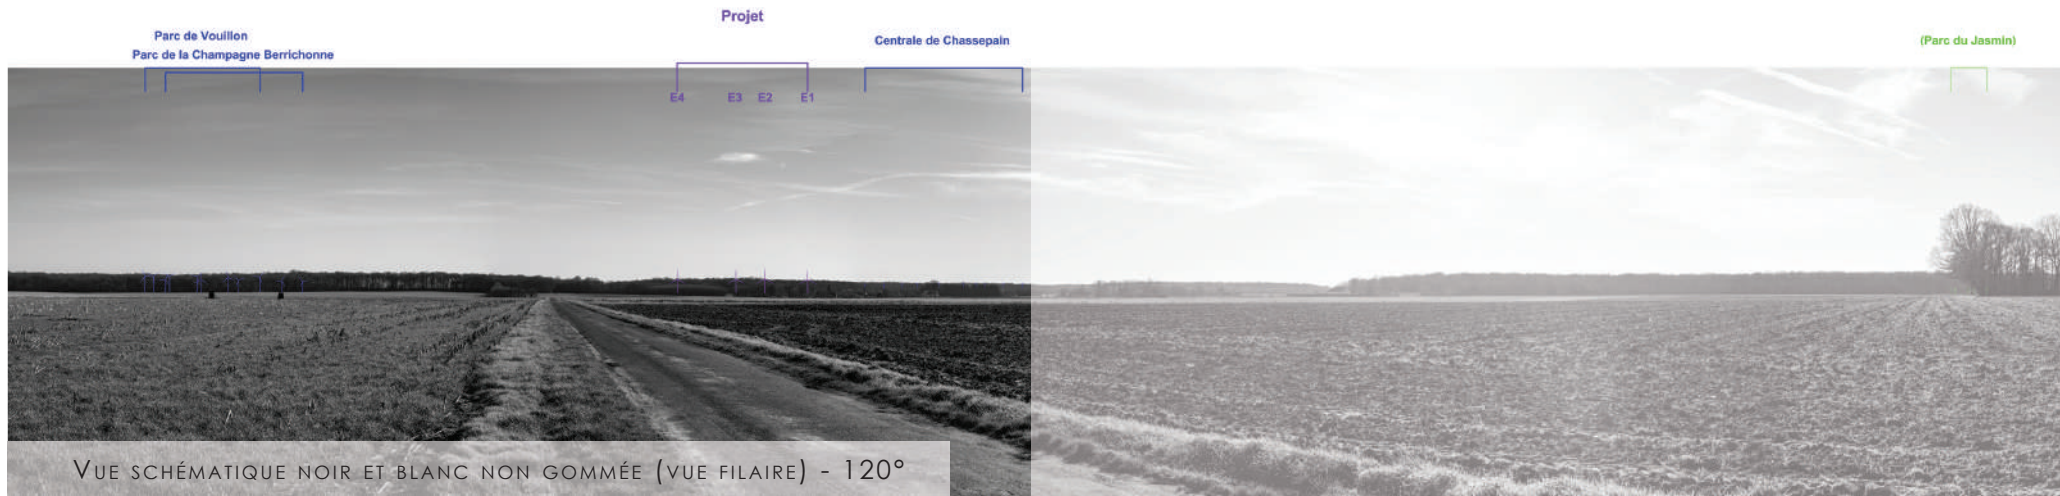 Projet
Parc de Vouillon
Parc de la Champagne Berrichonne
Centrale de Chassepain
(Parc du Jasmin)
E4 E3 E2 E1
VUE SCHÉMATIQUE NOIR ET BLANC NON GOMMÉE (VUE FILAIRE) - 120°